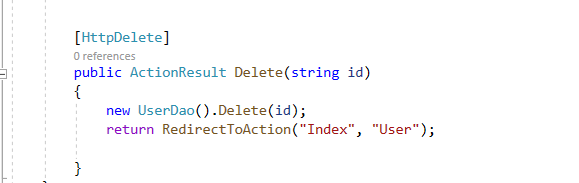 [HttpDelete]
0 references
public ActionResult Delete(string id)
{
new UserDao().Delete(id);
return RedirectToAction("Index", "User");
}